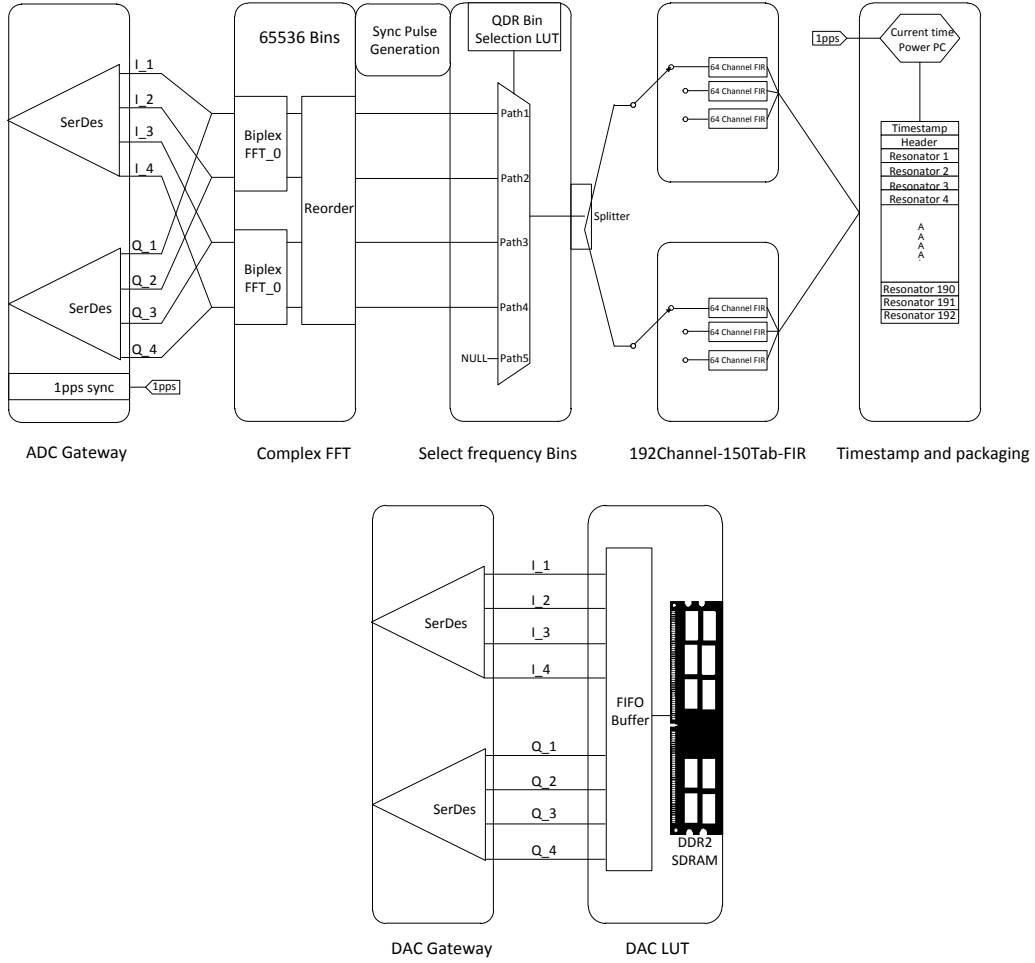 I_1
I_2
SerDes
I_3
I_4
Q_1
Q_2
SerDes
Q_3
Q_4
1pps sync
1pps
ADC Gateway
65536 Bins
Biplex
FFT_0
Biplex
FFT_0
Reorder
Complex FFT
Sync Pulse
Generation
QDR Bin
Selection LUT
Path1
Path2
Path3
Path4
NULL
Path5
Splitter
Select frequency Bins
64 Channel FIR
64 Channel FIR
64 Channel FIR
64 Channel FIR
64 Channel FIR
64 Channel FIR
192Channel-150Tab-FIR
1pps
Current time
Power PC
Timestamp
Header
Resonator 1
Resonator 2
Resonator 3
Resonator 4
A
A
A
A
.
Resonator 190
Resonator 191
Resonator 192
Timestamp and packaging
I_1
I_2
SerDes
I_3
I_4
Q_1
Q_2
SerDes
Q_3
Q_4
DAC Gateway
FIFO
Buffer
DDR2
SDRAM
DAC LUT